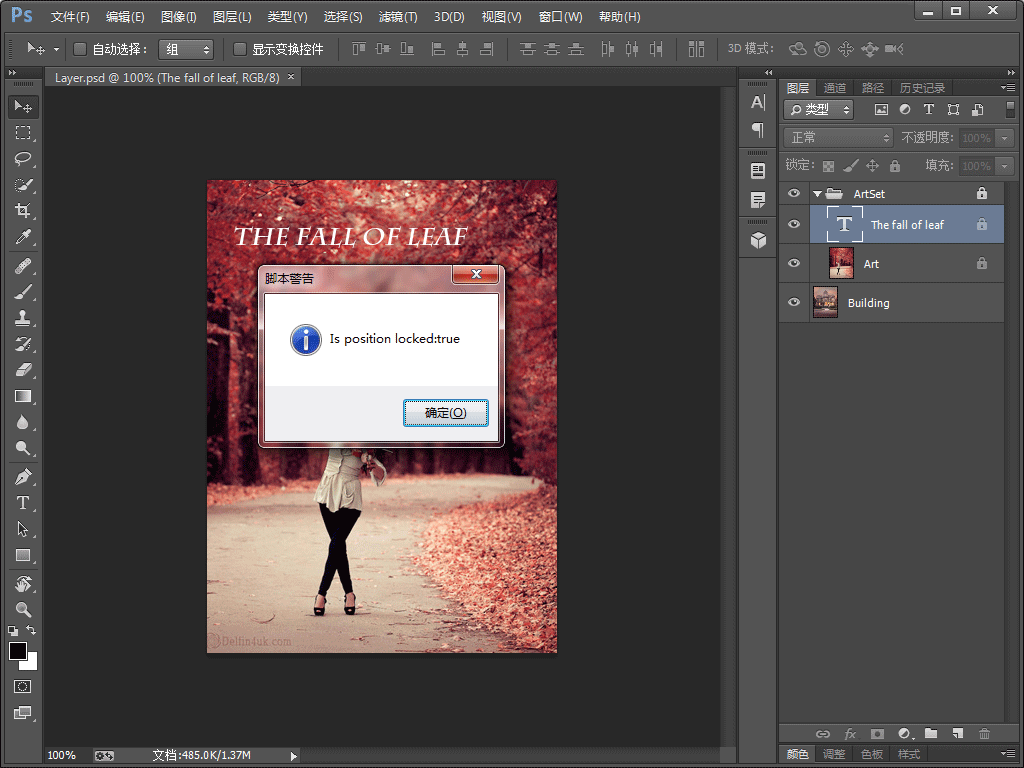 Ps 文件(F) 编辑(E) 图像(I) 图层(L) 类型(Y) 选择(S) 滤镜(T) 3D(D) 视图(V) 窗口(W) 帮助(H)
自动选择： 组 显示变换控件 3D 模式：
Layer.psd @ 100% (The fall of leaf, RGB/8) ×
图层 通道 路径 历史记录
类型
正常 不透明度: 100%
锁定: 填充: 100%
ArtSet
The fall of leaf
Art
Building
THE FALL OF LEAF
脚本警告
Is position locked:true
确定(O)
Delfin4uk.com
100% 文档:485.0K/1.37M
颜色 调整 色板 样式